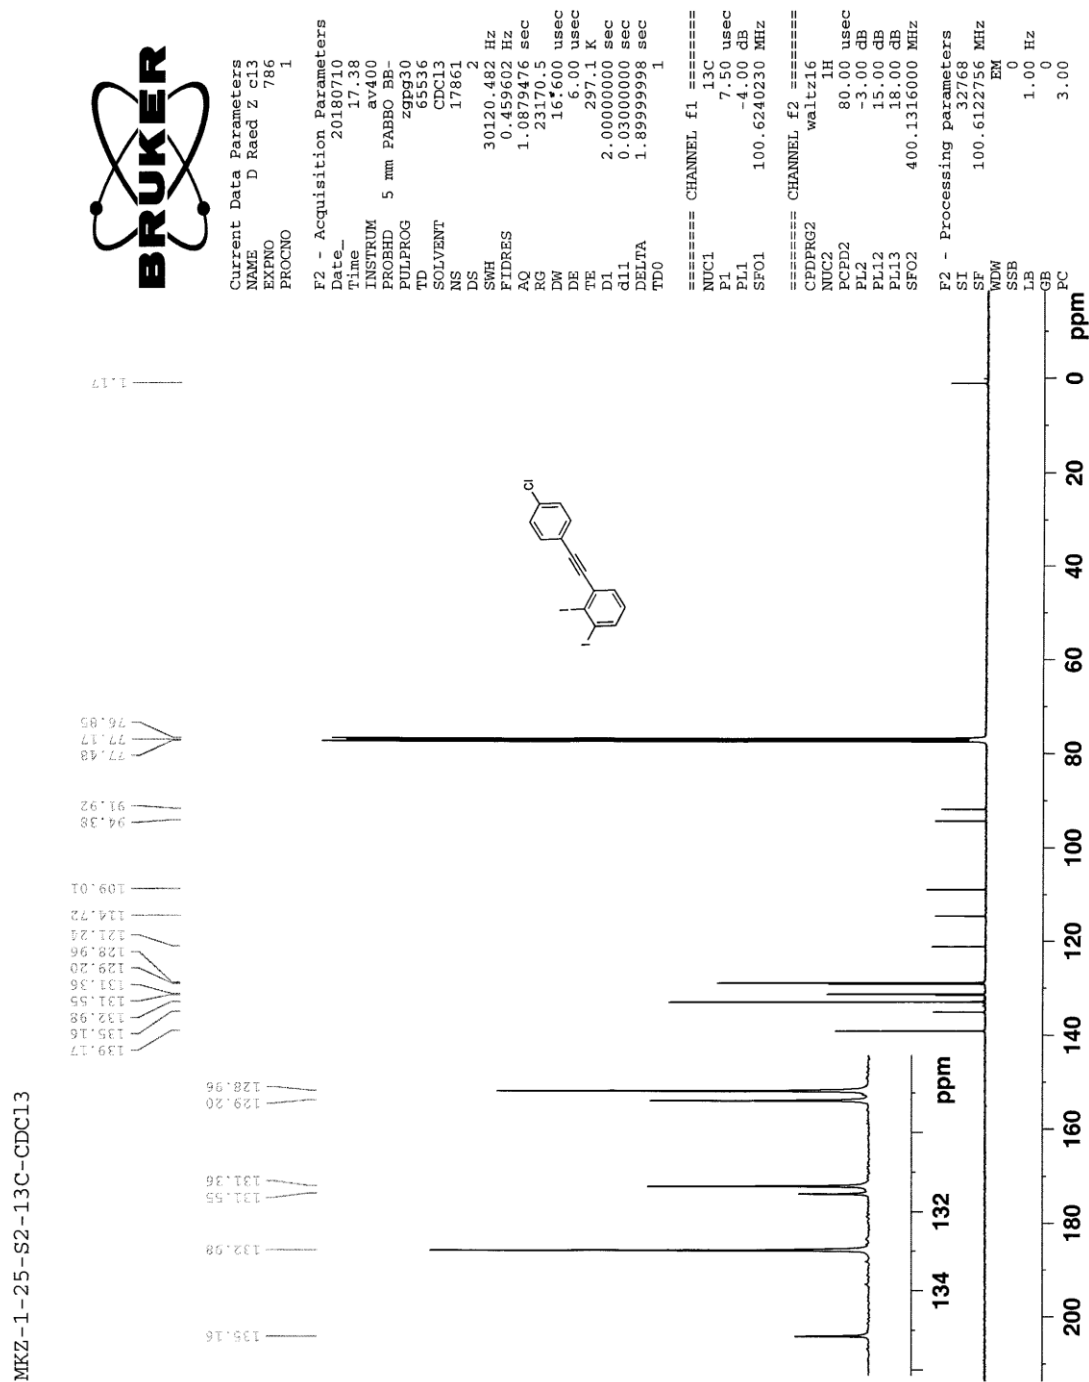 MKZ-1-25-S2-13C-CDCl3
139.17
135.16
132.98
131.55
131.36
129.20
128.96
121.24
114.72
109.01
94.38
91.92
77.48
77.17
76.85
1.17
BRUKER
Current Data Parameters
NAME D Raed Z c13
EXPNO 786
PROCNO 1
F2 - Acquisition Parameters
Date_ 20180710
Time 17.38
INSTRUM av400
PROBHD 5 mm PABBO BB-
PULPROG zgpg30
TD 65536
SOLVENT CDCl3
NS 17861
DS 2
SWH 30120.482 Hz
FIDRES 0.459602 Hz
AQ 1.0879476 sec
RG 23170.5
DW 16.600 usec
DE 6.00 usec
TE 297.1 K
D1 2.00000000 sec
d11 0.03000000 sec
DELTA 1.89999998 sec
TD0 1
======== CHANNEL f1 ========
NUC1 13C
P1 7.50 usec
PL1 -4.00 dB
SFO1 100.6240230 MHz
======== CHANNEL f2 ========
CPDPRG2 waltz16
NUC2 1H
PCPD2 80.00 usec
PL2 -3.00 dB
PL12 15.00 dB
PL13 18.00 dB
SFO2 400.1316000 MHz
F2 - Processing parameters
SI 32768
SF 100.6122756 MHz
WDW EM
SSB 0
LB 1.00 Hz
GB 0
PC 3.00
135.16
132.98
131.55
131.36
129.20
128.96
134 132 ppm
I
I
Cl
200 180 160 140 120 100 80 60 40 20 0 ppm